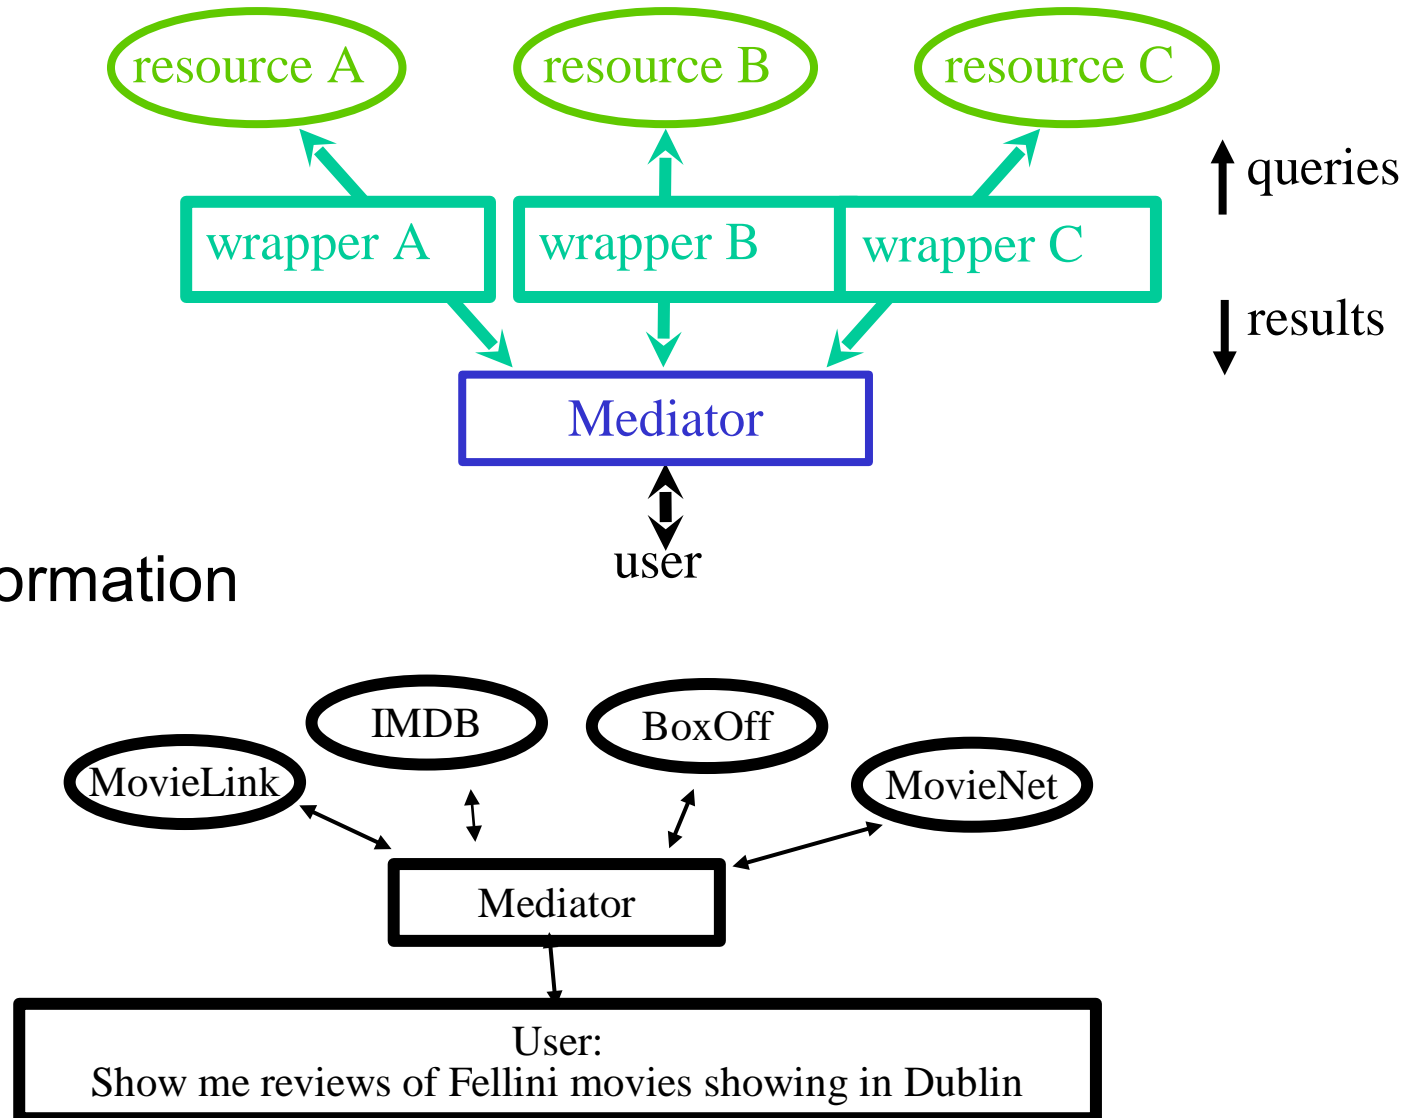 resource A resource B resource C
queries
wrapper A wrapper B wrapper C
results
Mediator
user
ormation
IMDB BoxOff
MovieLink MovieNet
Mediator
User:
Show me reviews of Fellini movies showing in Dublin